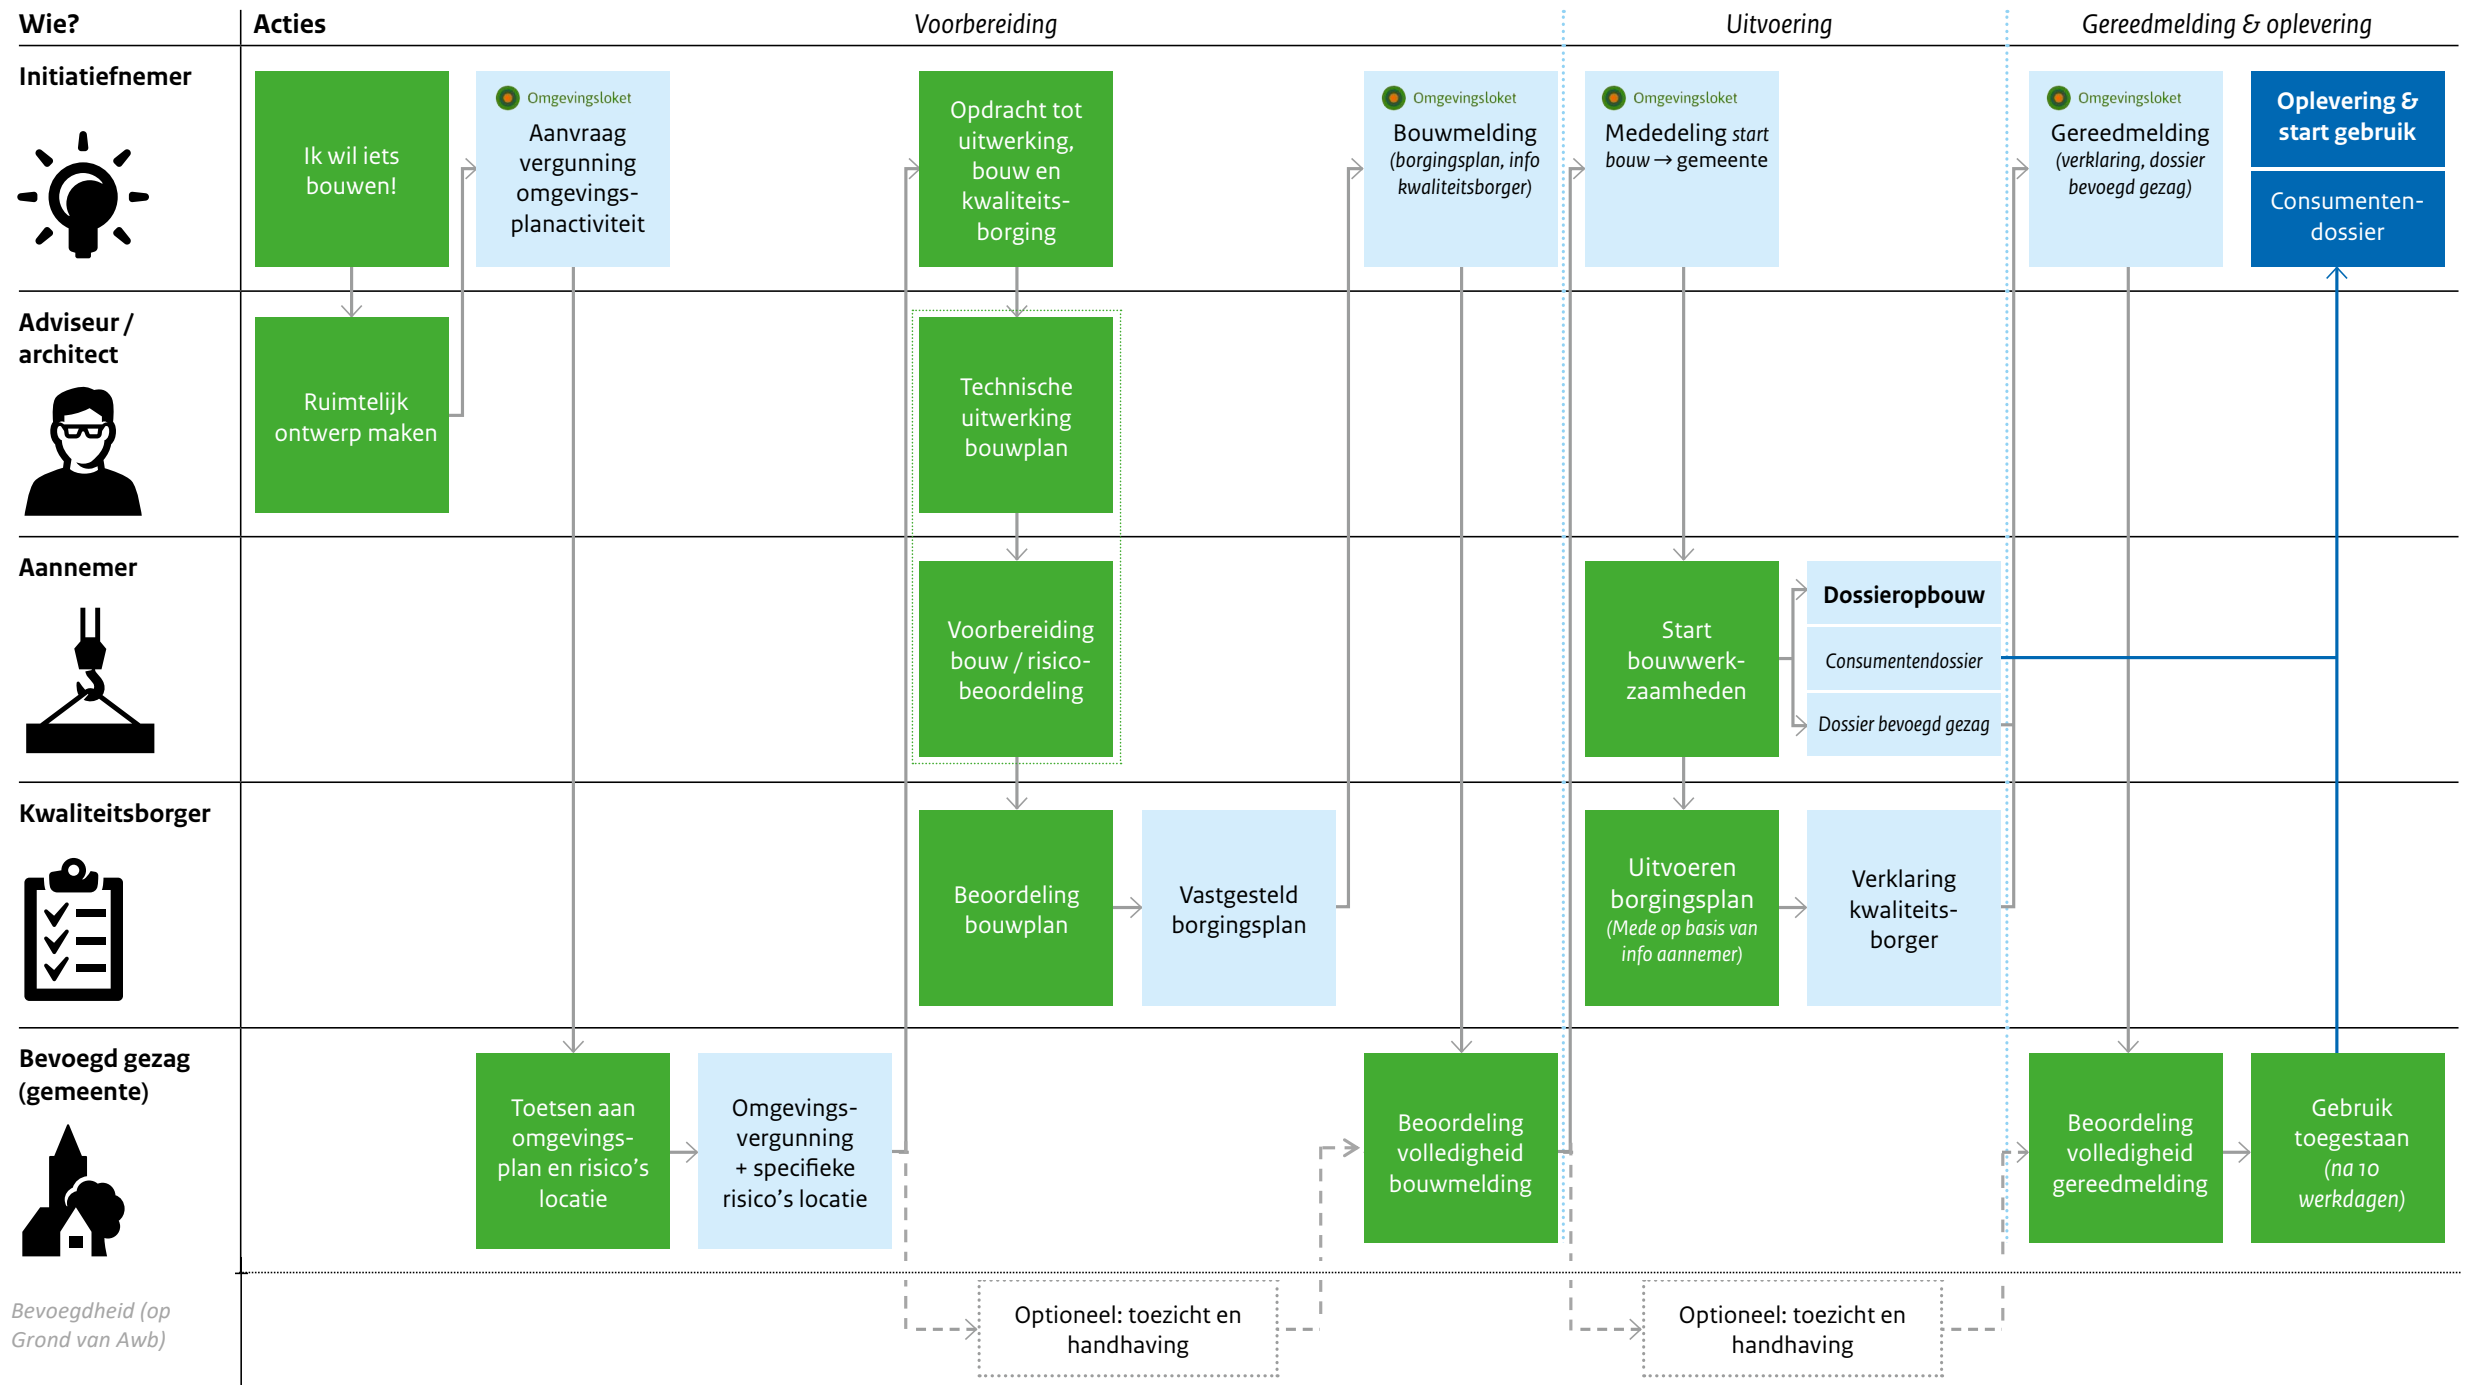 Wie?
Acties
Voorbereiding
Uitvoering
Gereedmelding & oplevering
Initiatiefnemer
Ik wil iets
bouwen!
Omgevingsloket
Aanvraag
vergunning
omgevings-
planactiviteit
Opdracht tot
uitwerking,
bouw en
kwaliteits-
borging
Omgevingsloket
Bouwmelding
(borgingsplan, info
kwaliteitsborger)
Omgevingsloket
Mededeling start
bouw → gemeente
Omgevingsloket
Gereedmelding
(verklaring, dossier
bevoegd gezag)
Oplevering &
start gebruik
Consumenten-
dossier
Adviseur /
architect
Ruimtelijk
ontwerp maken
Technische
uitwerking
bouwplan
Aannemer
Voorbereiding
bouw / risico-
beoordeling
Start
bouwwerk-
zaamheden
Dossieropbouw
Consumentendossier
Dossier bevoegd gezag
Kwaliteitsborger
Beoordeling
bouwplan
Vastgesteld
borgingsplan
Uitvoeren
borgingsplan
(Mede op basis van
info aannemer)
Verklaring
kwaliteits-
borger
Bevoegd gezag
(gemeente)
Toetsen aan
omgevings-
plan en risico's
locatie
Omgevings-
vergunning
+ specifieke
risico's locatie
Beoordeling
volledigheid
bouwmelding
Beoordeling
volledigheid
gereedmelding
Gebruik
toegestaan
(na 10
werkdagen)
Bevoegdheid (op
Grond van Awb)
Optioneel: toezicht en
handhaving
Optioneel: toezicht en
handhaving